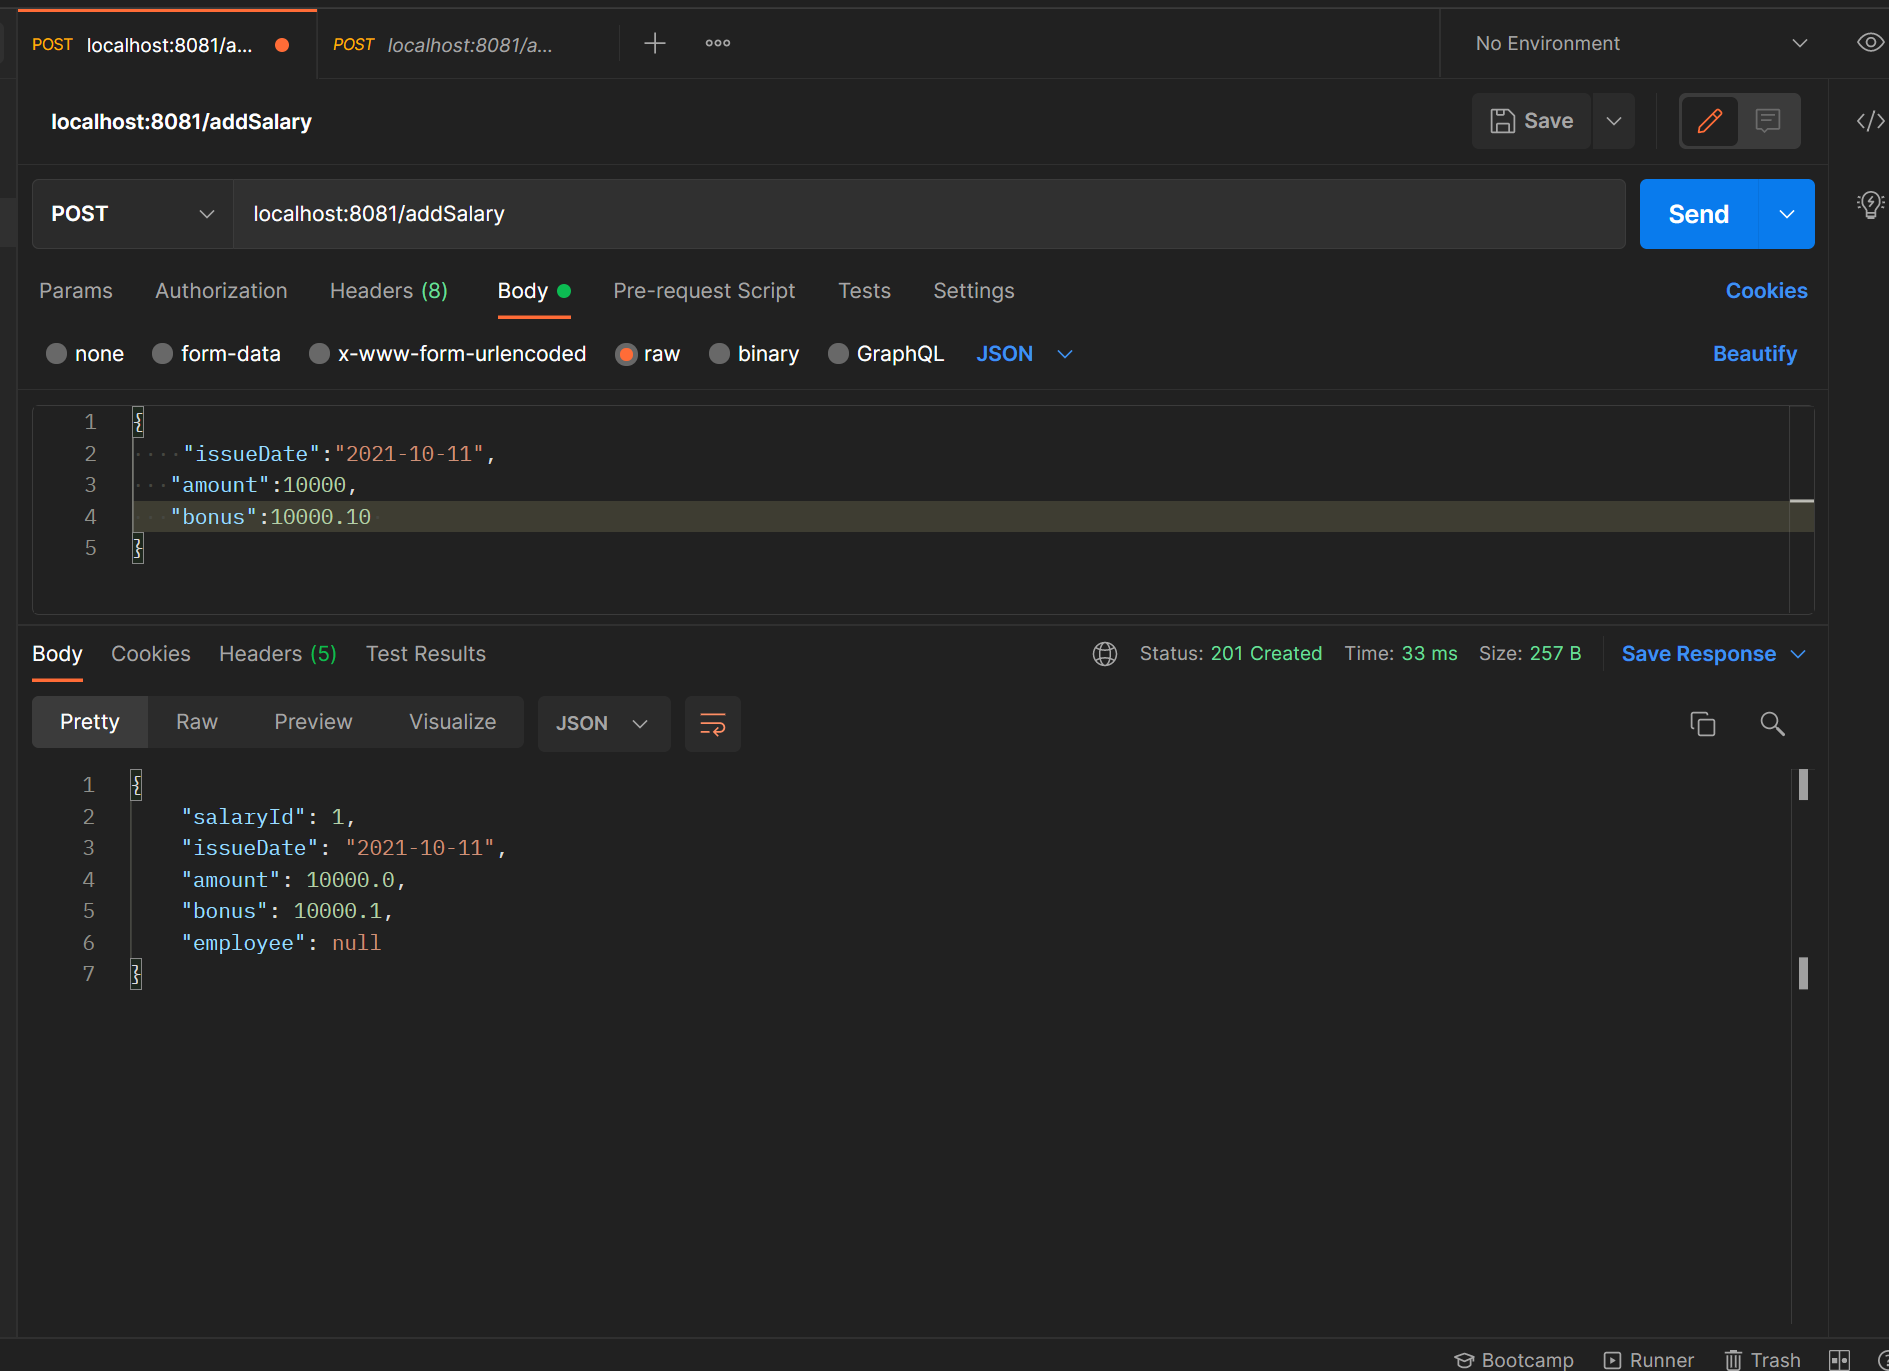 POST localhost:8081/a... POST localhost:8081/a... No Environment
localhost:8081/addSalary Save
POST localhost:8081/addSalary Send
Params Authorization Headers (8) Body Pre-request Script Tests Settings Cookies
none form-data x-www-form-urlencoded raw binary GraphQL JSON Beautify
1 {
2 "issueDate":"2021-10-11",
3 "amount":10000,
4 "bonus":10000.10
5 }
Body Cookies Headers (5) Test Results Status: 201 Created Time: 33 ms Size: 257 B Save Response
Pretty Raw Preview Visualize JSON
1 {
2 "salaryId": 1,
3 "issueDate": "2021-10-11",
4 "amount": 10000.0,
5 "bonus": 10000.1,
6 "employee": null
7 }
Bootcamp Runner Trash